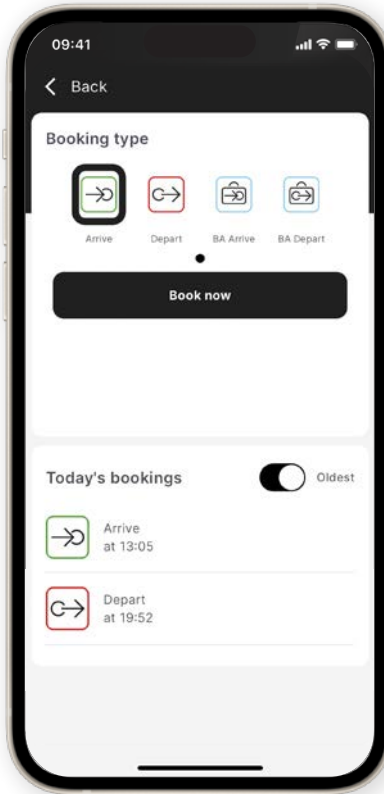 09:41
Back
Booking type
Arrive
Depart
BA Arrive
BA Depart
Book now
Today's bookings
Oldest
Arrive
at 13:05
Depart
at 19:52